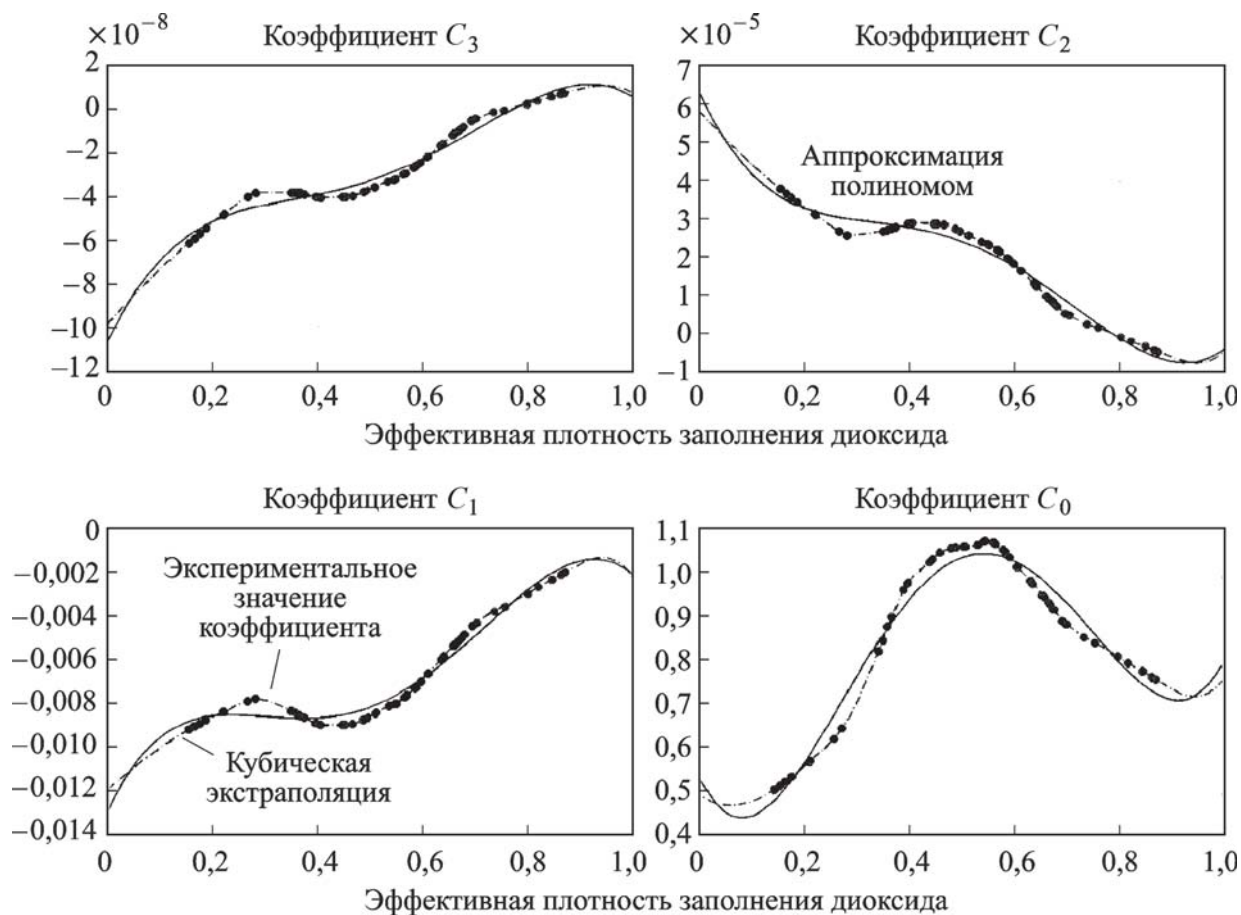 ×10−8
Коэффициент C3
2
0
−2
−4
−6
−8
−10
−12
0 0,2 0,4 0,6 0,8 1,0
×10−5
Коэффициент C2
7
6
5
4
3
2
1
0
−1
Аппроксимация
полиномом
0 0,2 0,4 0,6 0,8 1,0
Эффективная плотность заполнения диоксида
Коэффициент C1
0
−0,002
−0,004
−0,006
−0,008
−0,010
−0,012
−0,014
Экспериментальное
значение
коэффициента
Кубическая
экстраполяция
0 0,2 0,4 0,6 0,8 1,0
Коэффициент C0
1,1
1,0
0,9
0,8
0,7
0,6
0,5
0,4
0 0,2 0,4 0,6 0,8 1,0
Эффективная плотность заполнения диоксида